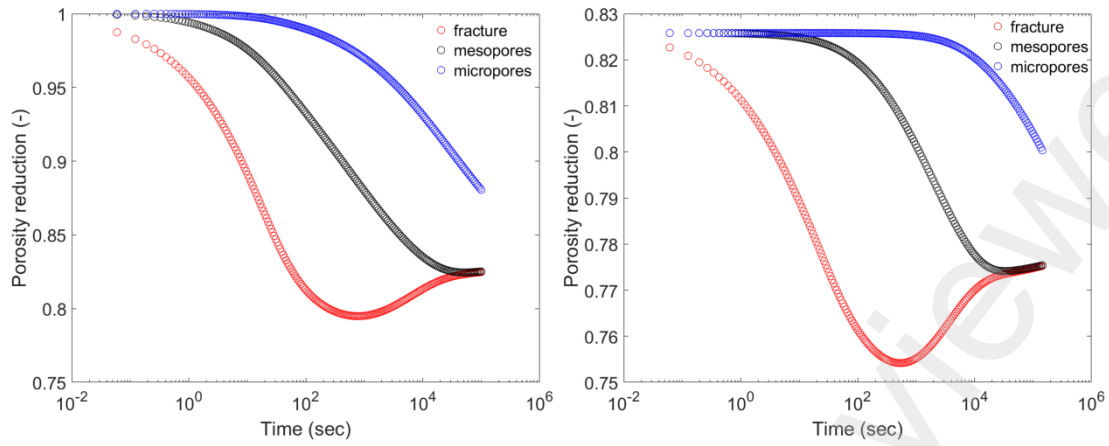 1
0.95
0.9
0.85
0.8
0.75
Porosity reduction (-)
10-2
100
102
104
106
Time (sec)
fracture
mesopores
micropores
0.83
0.82
0.81
0.8
0.79
0.78
0.77
0.76
0.75
Porosity reduction (-)
10-2
100
102
104
106
Time (sec)
fracture
mesopores
micropores